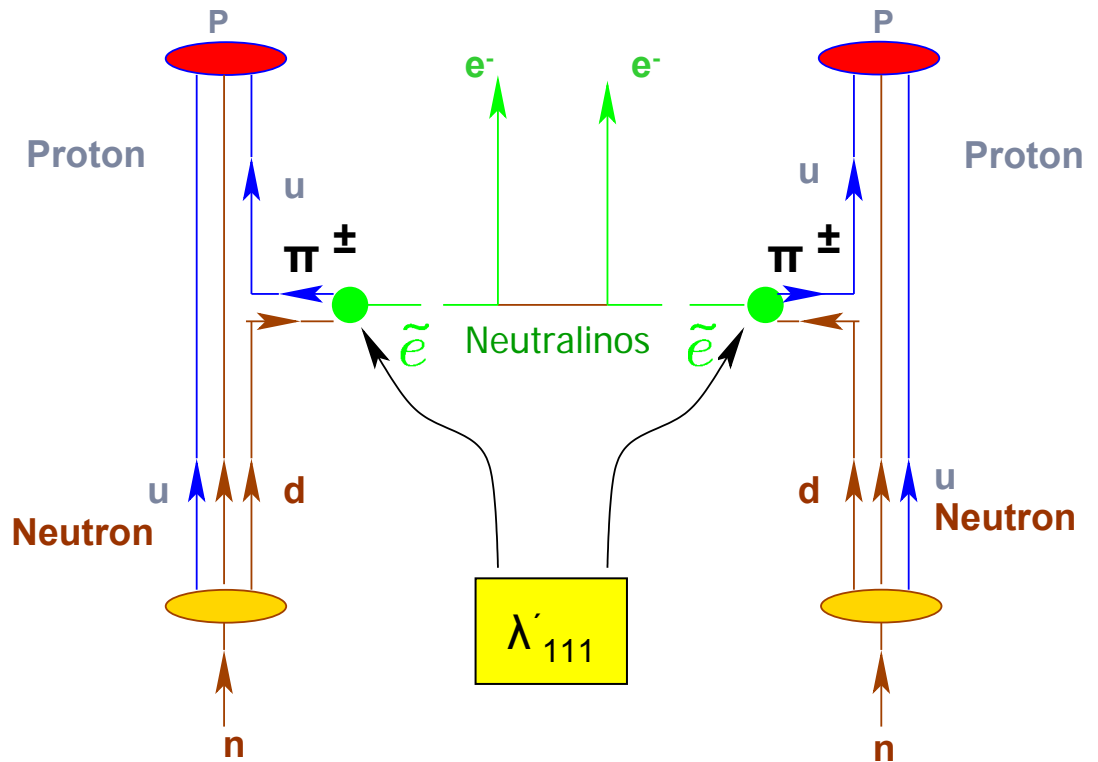 P
P
e-
e-
Proton
Proton
u
u
π ±
π ±
ẽ
Neutralinos
ẽ
u
d
d
u
Neutron
Neutron
λ´111
n
n